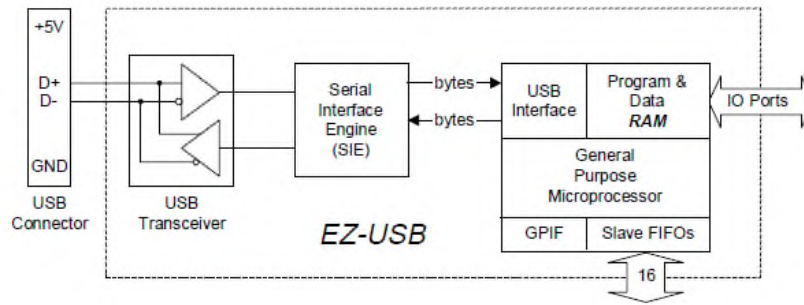 +5V
D+
D-
GND
USB
Connector
USB
Transceiver
Serial
Interface
Engine
(SIE)
bytes
bytes
EZ-USB
USB
Interface
Program &
Data
RAM
General
Purpose
Microprocessor
GPIF
Slave FIFOs
IO Ports
16